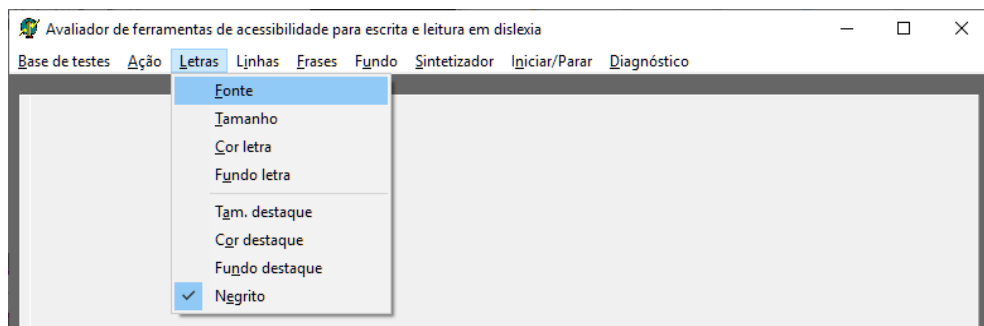 Avaliador de ferramentas de acessibilidade para escrita e leitura em dislexia
Base de testes Ação Letras Linhas Frases Fundo Sintetizador Iniciar/Parar Diagnóstico
Fonte
Tamanho
Cor letra
Fundo letra
Tam. destaque
Cor destaque
Fundo destaque
Negrito